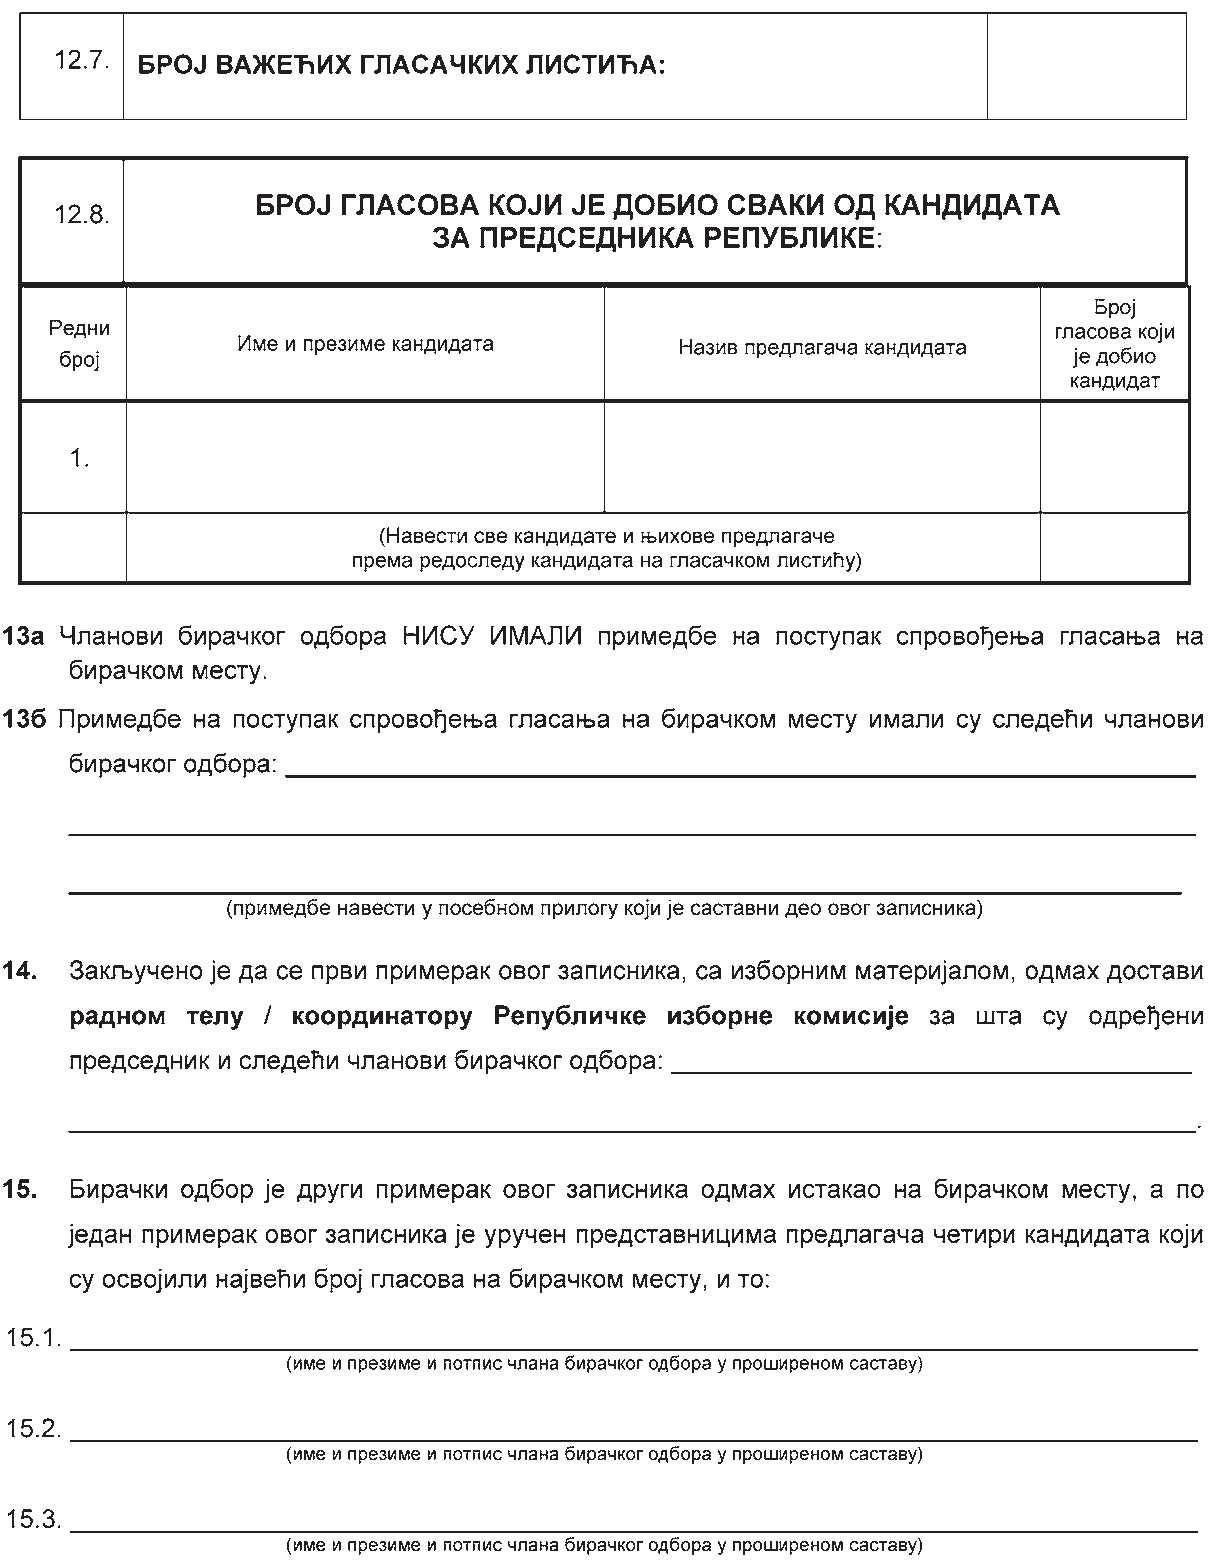 12.7. БРОЈ ВАЖЕЋИХ ГЛАСАЧКИХ ЛИСТИЋА:
12.8. БРОЈ ГЛАСОВА КОЈИ ЈЕ ДОБИО СВАКИ ОД КАНДИДАТА
ЗА ПРЕДСЕДНИКА РЕПУБЛИКЕ:
Редни
број
Име и презиме кандидата
Назив предлагача кандидата
Број
гласова који
је добио
кандидат
1.
(Навести све кандидате и њихове предлагаче
према редоследу кандидата на гласачком листићу)
13а Чланови бирачког одбора НИСУ ИМАЛИ примедбе на поступак спровођења гласања на
бирачком месту.
13б Примедбе на поступак спровођења гласања на бирачком месту имали су следећи чланови
бирачког одбора:
(примедбе навести у посебном прилогу који је саставни део овог записника)
14. Закључено је да се први примерак овог записника, са изборним материјалом, одмах достави
радном телу / координатору Републичке изборне комисије за шта су одређени
председник и следећи чланови бирачког одбора:
.
15. Бирачки одбор је други примерак овог записника одмах истакао на бирачком месту, а по
један примерак овог записника је уручен представницима предлагача четири кандидата који
су освојили највећи број гласова на бирачком месту, и то:
15.1.
(име и презиме и потпис члана бирачког одбора у проширеном саставу)
15.2.
(име и презиме и потпис члана бирачког одбора у проширеном саставу)
15.3.
(име и презиме и потпис члана бирачког одбора у проширеном саставу)